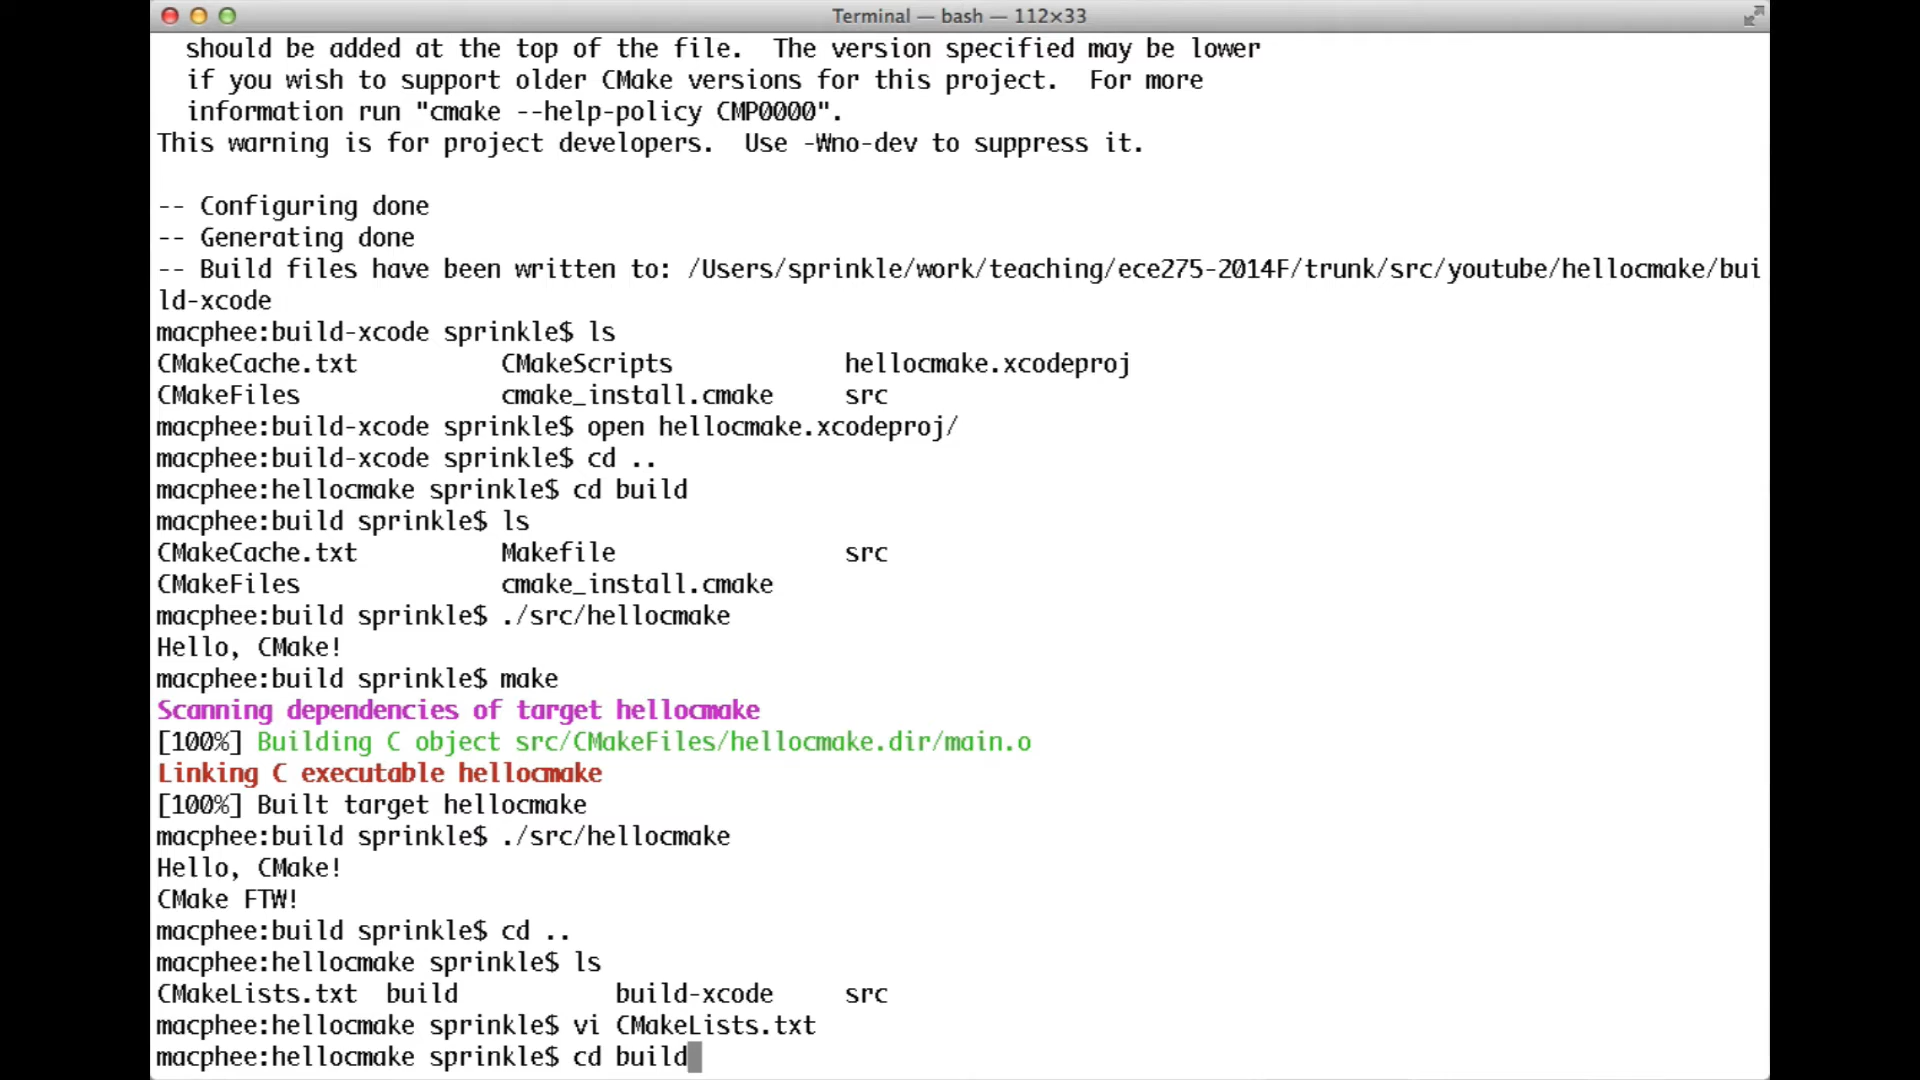 Terminal — bash — 112×33
should be added at the top of the file.  The version specified may be lower
if you wish to support older CMake versions for this project.  For more
information run "cmake --help-policy CMP0000".
This warning is for project developers.  Use -Wno-dev to suppress it.
-- Configuring done
-- Generating done
-- Build files have been written to: /Users/sprinkle/work/teaching/ece275-2014F/trunk/src/youtube/hellocmake/bui
ld-xcode
macphee:build-xcode sprinkle$ ls
CMakeCache.txt          CMakeScripts            hellocmake.xcodeproj
CMakeFiles              cmake_install.cmake     src
macphee:build-xcode sprinkle$ open hellocmake.xcodeproj/
macphee:build-xcode sprinkle$ cd ..
macphee:hellocmake sprinkle$ cd build
macphee:build sprinkle$ ls
CMakeCache.txt          Makefile                src
CMakeFiles              cmake_install.cmake
macphee:build sprinkle$ ./src/hellocmake
Hello, CMake!
macphee:build sprinkle$ make
Scanning dependencies of target hellocmake
[100%] Building C object src/CMakeFiles/hellocmake.dir/main.o
Linking C executable hellocmake
[100%] Built target hellocmake
macphee:build sprinkle$ ./src/hellocmake
Hello, CMake!
CMake FTW!
macphee:build sprinkle$ cd ..
macphee:hellocmake sprinkle$ ls
CMakeLists.txt  build           build-xcode     src
macphee:hellocmake sprinkle$ vi CMakeLists.txt
macphee:hellocmake sprinkle$ cd build